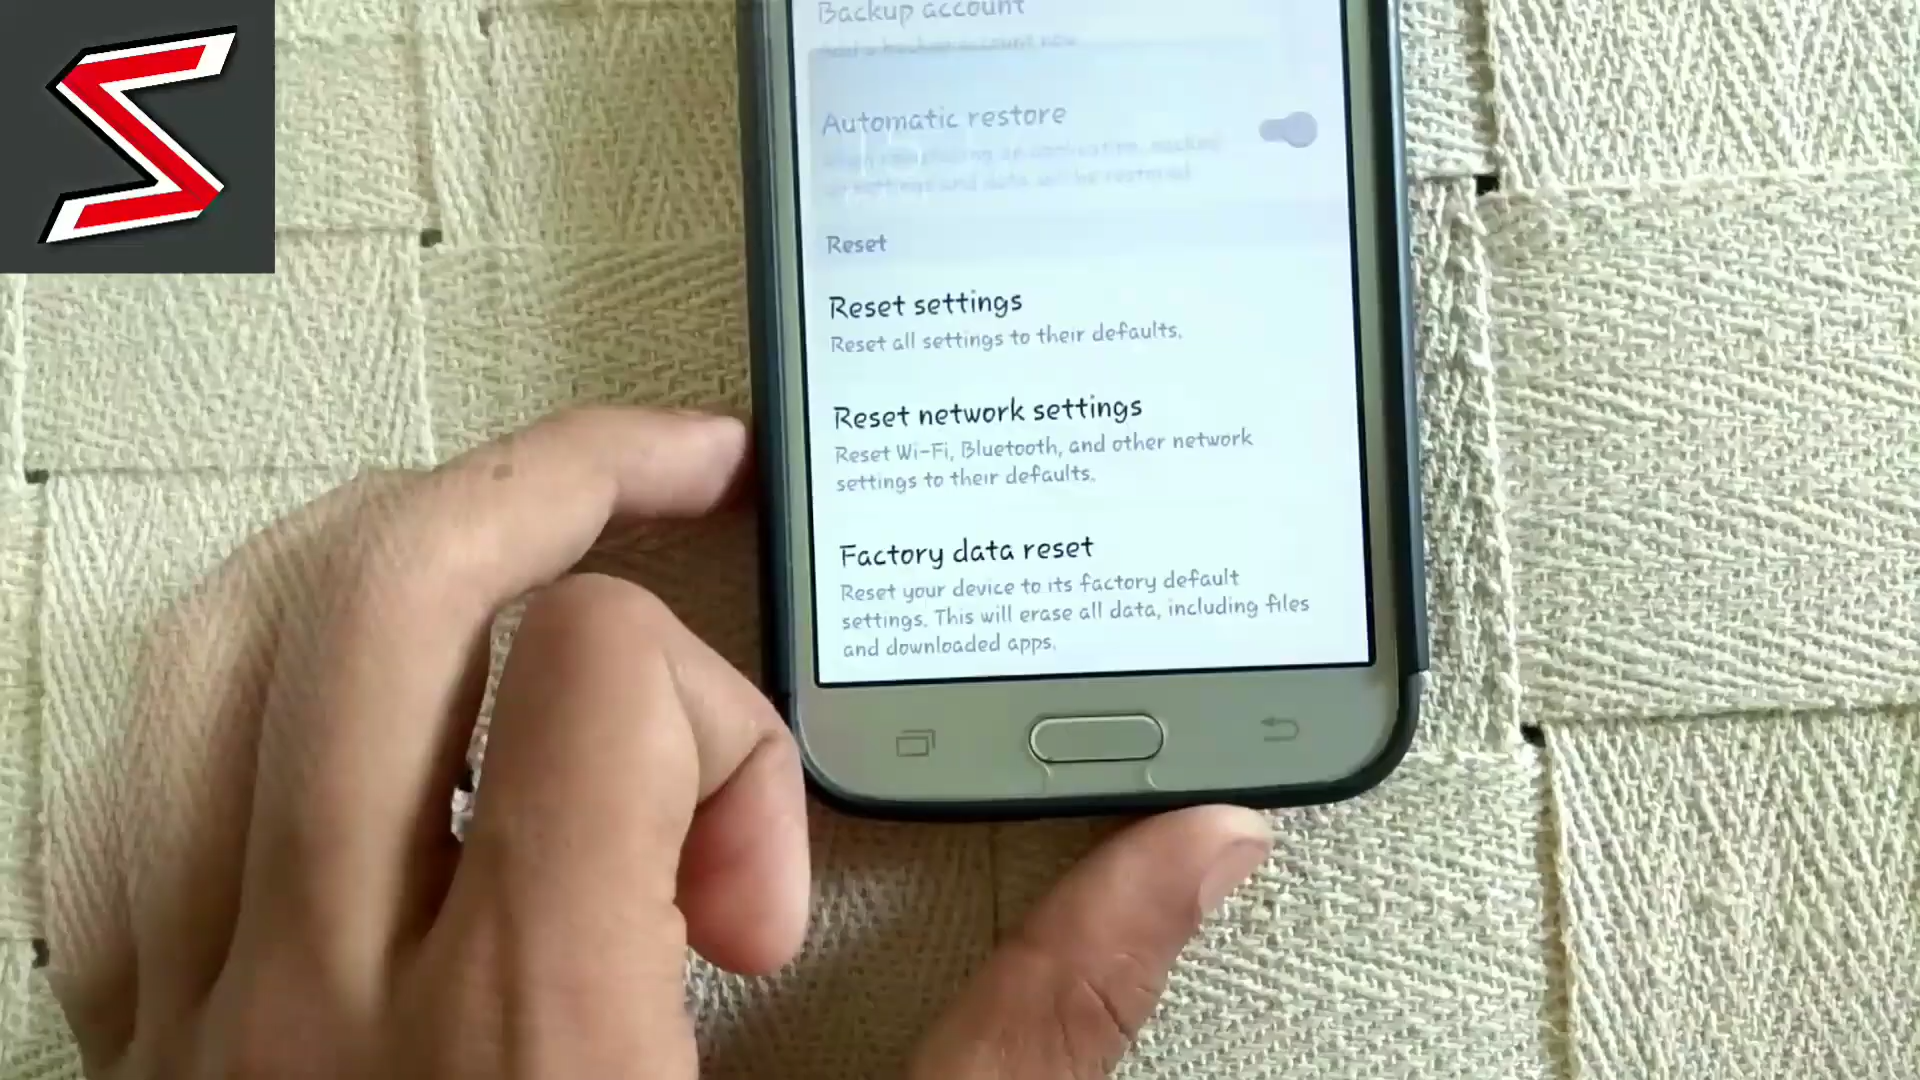 Backup account
Automatic restore
Reset
Reset settings
Reset all settings to their defaults.
Reset network settings
Reset Wi-Fi, Bluetooth, and other network
settings to their defaults.
Factory data reset
Reset your device to its factory default
settings. This will erase all data, including files
and downloaded apps.